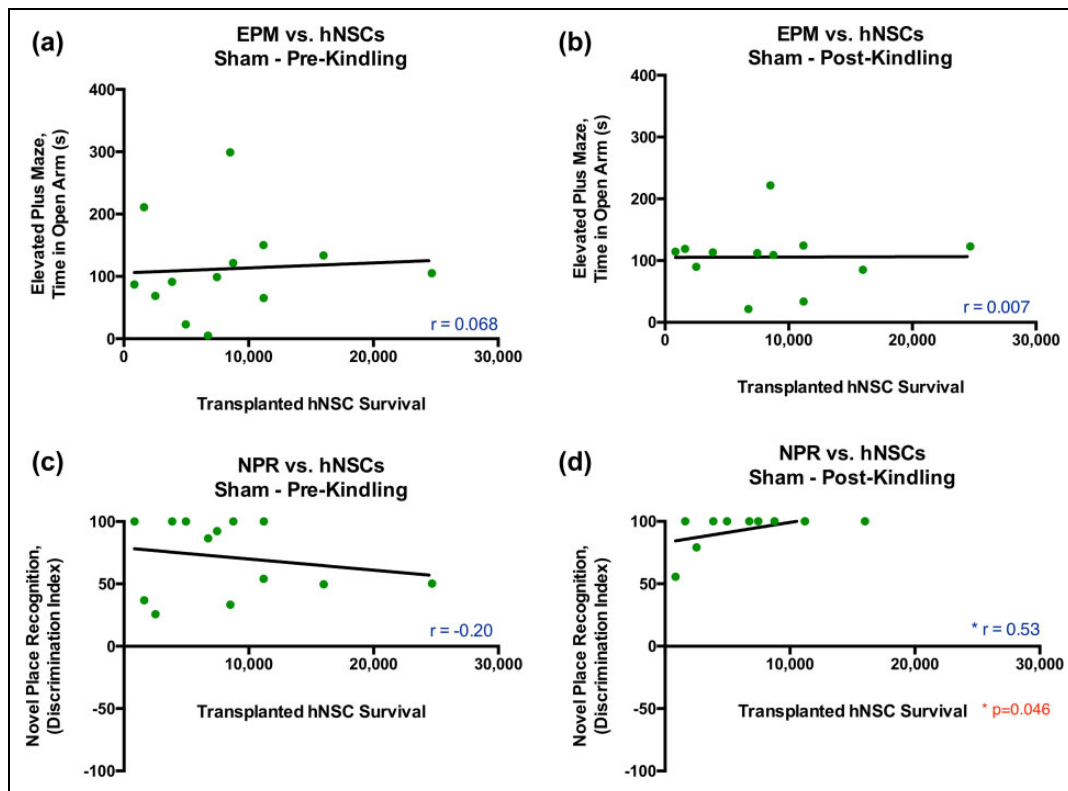 (a)
EPM vs. hNSCs
Sham - Pre-Kindling
Elevated Plus Maze,
Time in Open Arm (s)
400
300
200
100
0
0
10,000
20,000
30,000
r = 0.068
Transplanted hNSC Survival
(b)
EPM vs. hNSCs
Sham - Post-Kindling
Elevated Plus Maze,
Time in Open Arm (s)
400
300
200
100
0
0
10,000
20,000
30,000
r = 0.007
Transplanted hNSC Survival
(c)
NPR vs. hNSCs
Sham - Pre-Kindling
Novel Place Recognition,
(Discrimination Index)
100
50
0
-50
-100
10,000
20,000
30,000
r = -0.20
Transplanted hNSC Survival
(d)
NPR vs. hNSCs
Sham - Post-Kindling
Novel Place Recognition,
(Discrimination Index)
100
50
0
-50
-100
10,000
20,000
30,000
* r = 0.53
Transplanted hNSC Survival
* p=0.046